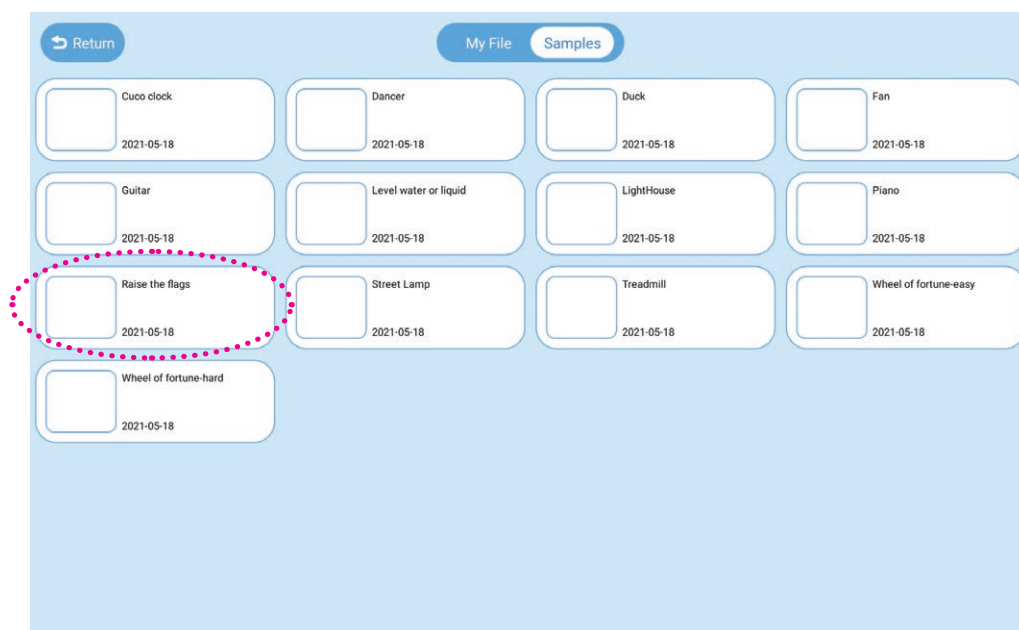 Return
My File Samples
Cuco clock
2021-05-18
Dancer
2021-05-18
Duck
2021-05-18
Fan
2021-05-18
Guitar
2021-05-18
Level water or liquid
2021-05-18
LightHouse
2021-05-18
Piano
2021-05-18
Raise the flags
2021-05-18
Street Lamp
2021-05-18
Treadmill
2021-05-18
Wheel of fortune-easy
2021-05-18
Wheel of fortune-hard
2021-05-18